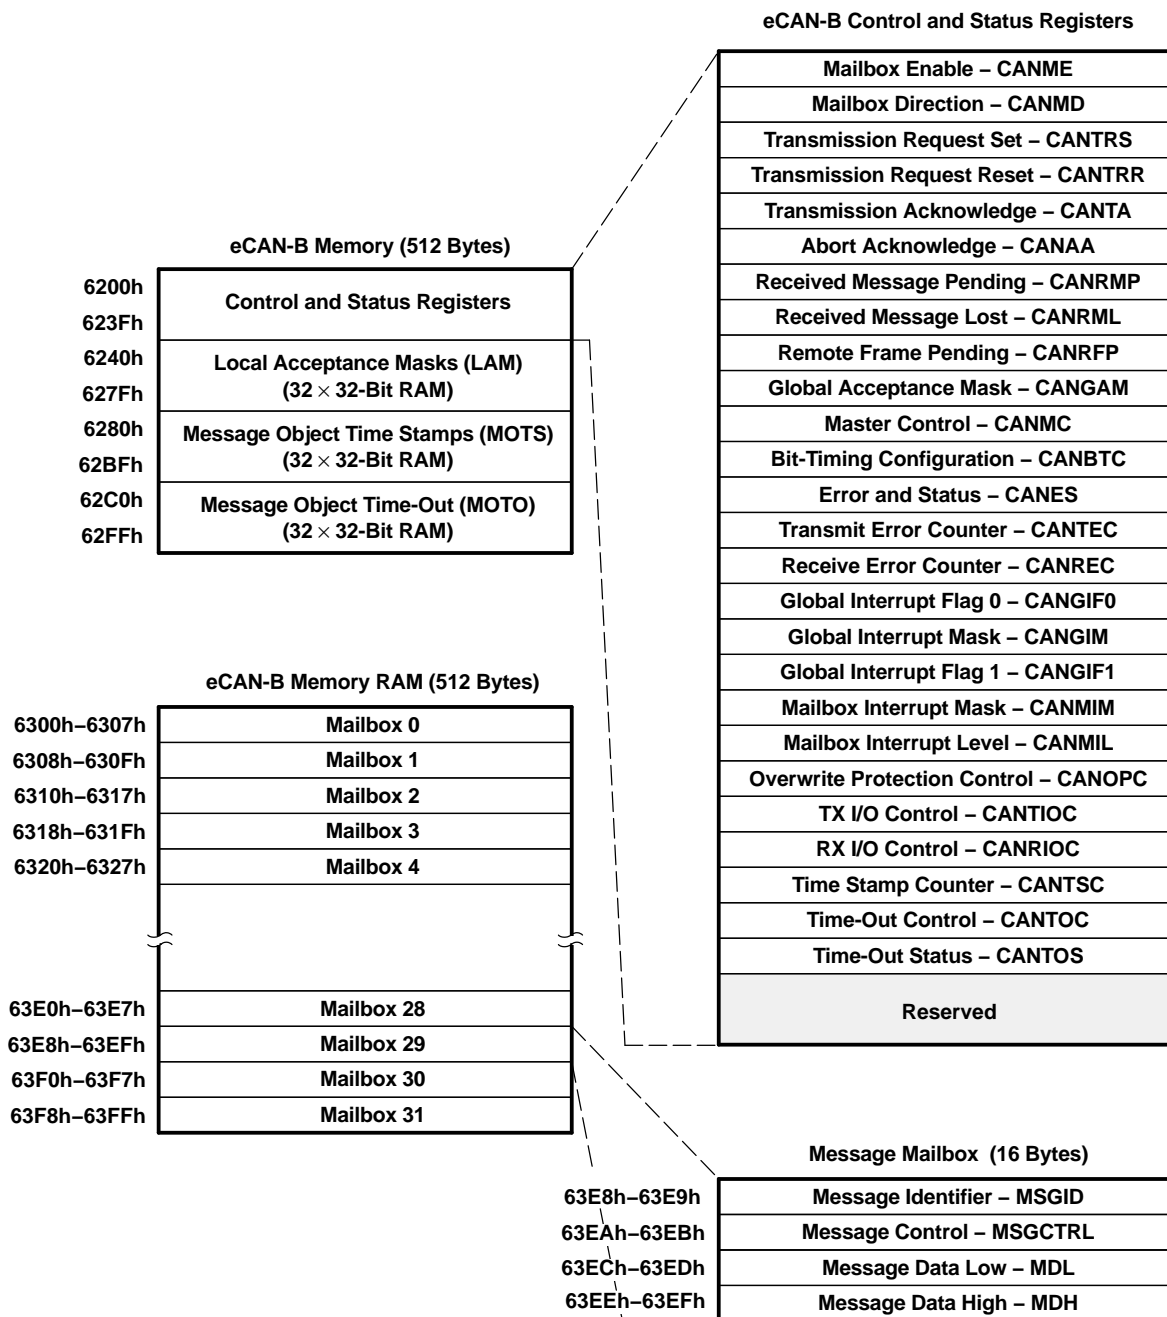 eCAN-B Control and Status Registers
Mailbox Enable – CANME
Mailbox Direction – CANMD
Transmission Request Set – CANTRS
Transmission Request Reset – CANTRR
Transmission Acknowledge – CANTA
Abort Acknowledge – CANAA
Received Message Pending – CANRMP
Received Message Lost – CANRML
Remote Frame Pending – CANRFP
Global Acceptance Mask – CANGAM
Master Control – CANMC
Bit-Timing Configuration – CANBTC
Error and Status – CANES
Transmit Error Counter – CANTEC
Receive Error Counter – CANREC
Global Interrupt Flag 0 – CANGIF0
Global Interrupt Mask – CANGIM
Global Interrupt Flag 1 – CANGIF1
Mailbox Interrupt Mask – CANMIM
Mailbox Interrupt Level – CANMIL
Overwrite Protection Control – CANOPC
TX I/O Control – CANTIOC
RX I/O Control – CANRIOC
Time Stamp Counter – CANTSC
Time-Out Control – CANTOC
Time-Out Status – CANTOS
Reserved
eCAN-B Memory (512 Bytes)
6200h
Control and Status Registers
623Fh
6240h
Local Acceptance Masks (LAM)
(32 × 32-Bit RAM)
627Fh
6280h
Message Object Time Stamps (MOTS)
(32 × 32-Bit RAM)
62BFh
62C0h
Message Object Time-Out (MOTO)
(32 × 32-Bit RAM)
62FFh
eCAN-B Memory RAM (512 Bytes)
6300h–6307h Mailbox 0
6308h–630Fh Mailbox 1
6310h–6317h Mailbox 2
6318h–631Fh Mailbox 3
6320h–6327h Mailbox 4
63E0h–63E7h Mailbox 28
63E8h–63EFh Mailbox 29
63F0h–63F7h Mailbox 30
63F8h–63FFh Mailbox 31
Message Mailbox (16 Bytes)
63E8h–63E9h Message Identifier – MSGID
63EAh–63EBh Message Control – MSGCTRL
63ECh–63EDh Message Data Low – MDL
63EEh–63EFh Message Data High – MDH